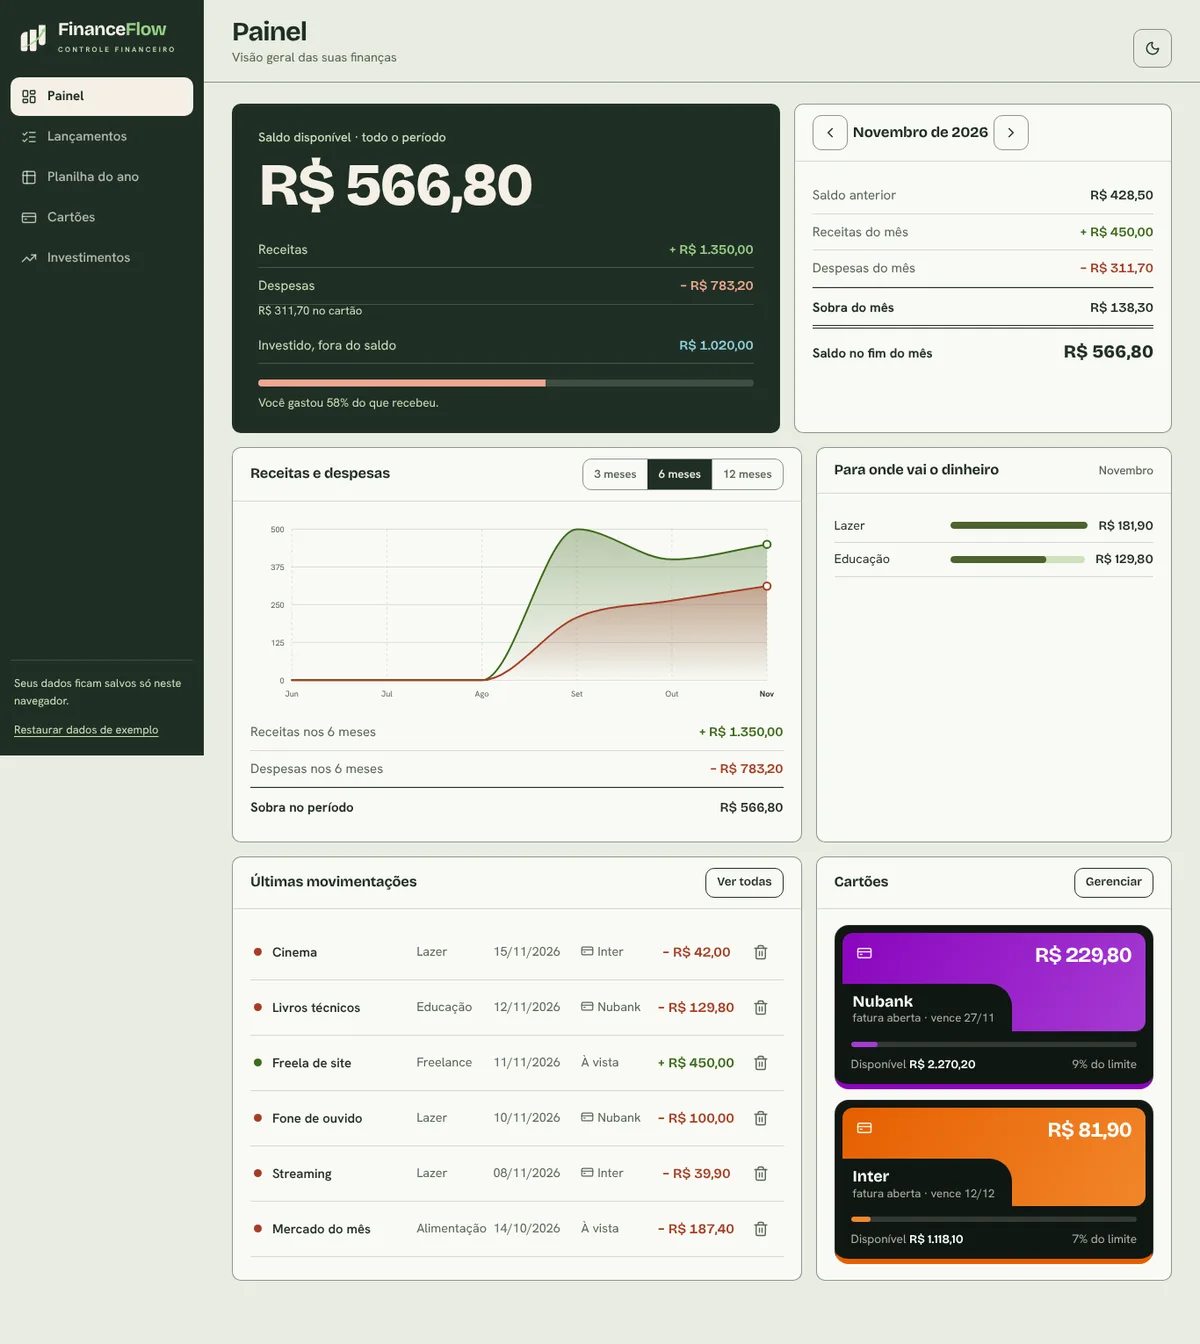 FinanceFlow
CONTROLE FINANCEIRO
Painel
Lançamentos
Planilha do ano
Cartões
Investimentos
Seus dados ficam salvos só neste
navegador.
Restaurar dados de exemplo
Painel
Visão geral das suas finanças
Saldo disponível · todo o período
R$ 566,80
Receitas + R$ 1.350,00
Despesas − R$ 783,20
R$ 311,70 no cartão
Investido, fora do saldo R$ 1.020,00
Você gastou 58% do que recebeu.
Novembro de 2026
Saldo anterior R$ 428,50
Receitas do mês + R$ 450,00
Despesas do mês − R$ 311,70
Sobra do mês R$ 138,30
Saldo no fim do mês R$ 566,80
Receitas e despesas
3 meses 6 meses 12 meses
500
375
250
125
0
Jun Jul Ago Set Out Nov
Receitas nos 6 meses + R$ 1.350,00
Despesas nos 6 meses − R$ 783,20
Sobra no período R$ 566,80
Para onde vai o dinheiro Novembro
Lazer R$ 181,90
Educação R$ 129,80
Últimas movimentações Ver todas
Cinema Lazer 15/11/2026 Inter − R$ 42,00
Livros técnicos Educação 12/11/2026 Nubank − R$ 129,80
Freela de site Freelance 11/11/2026 À vista + R$ 450,00
Fone de ouvido Lazer 10/11/2026 Nubank − R$ 100,00
Streaming Lazer 08/11/2026 Inter − R$ 39,90
Mercado do mês Alimentação 14/10/2026 À vista − R$ 187,40
Cartões Gerenciar
R$ 229,80
Nubank
fatura aberta · vence 27/11
Disponível R$ 2.270,20 9% do limite
R$ 81,90
Inter
fatura aberta · vence 12/12
Disponível R$ 1.118,10 7% do limite